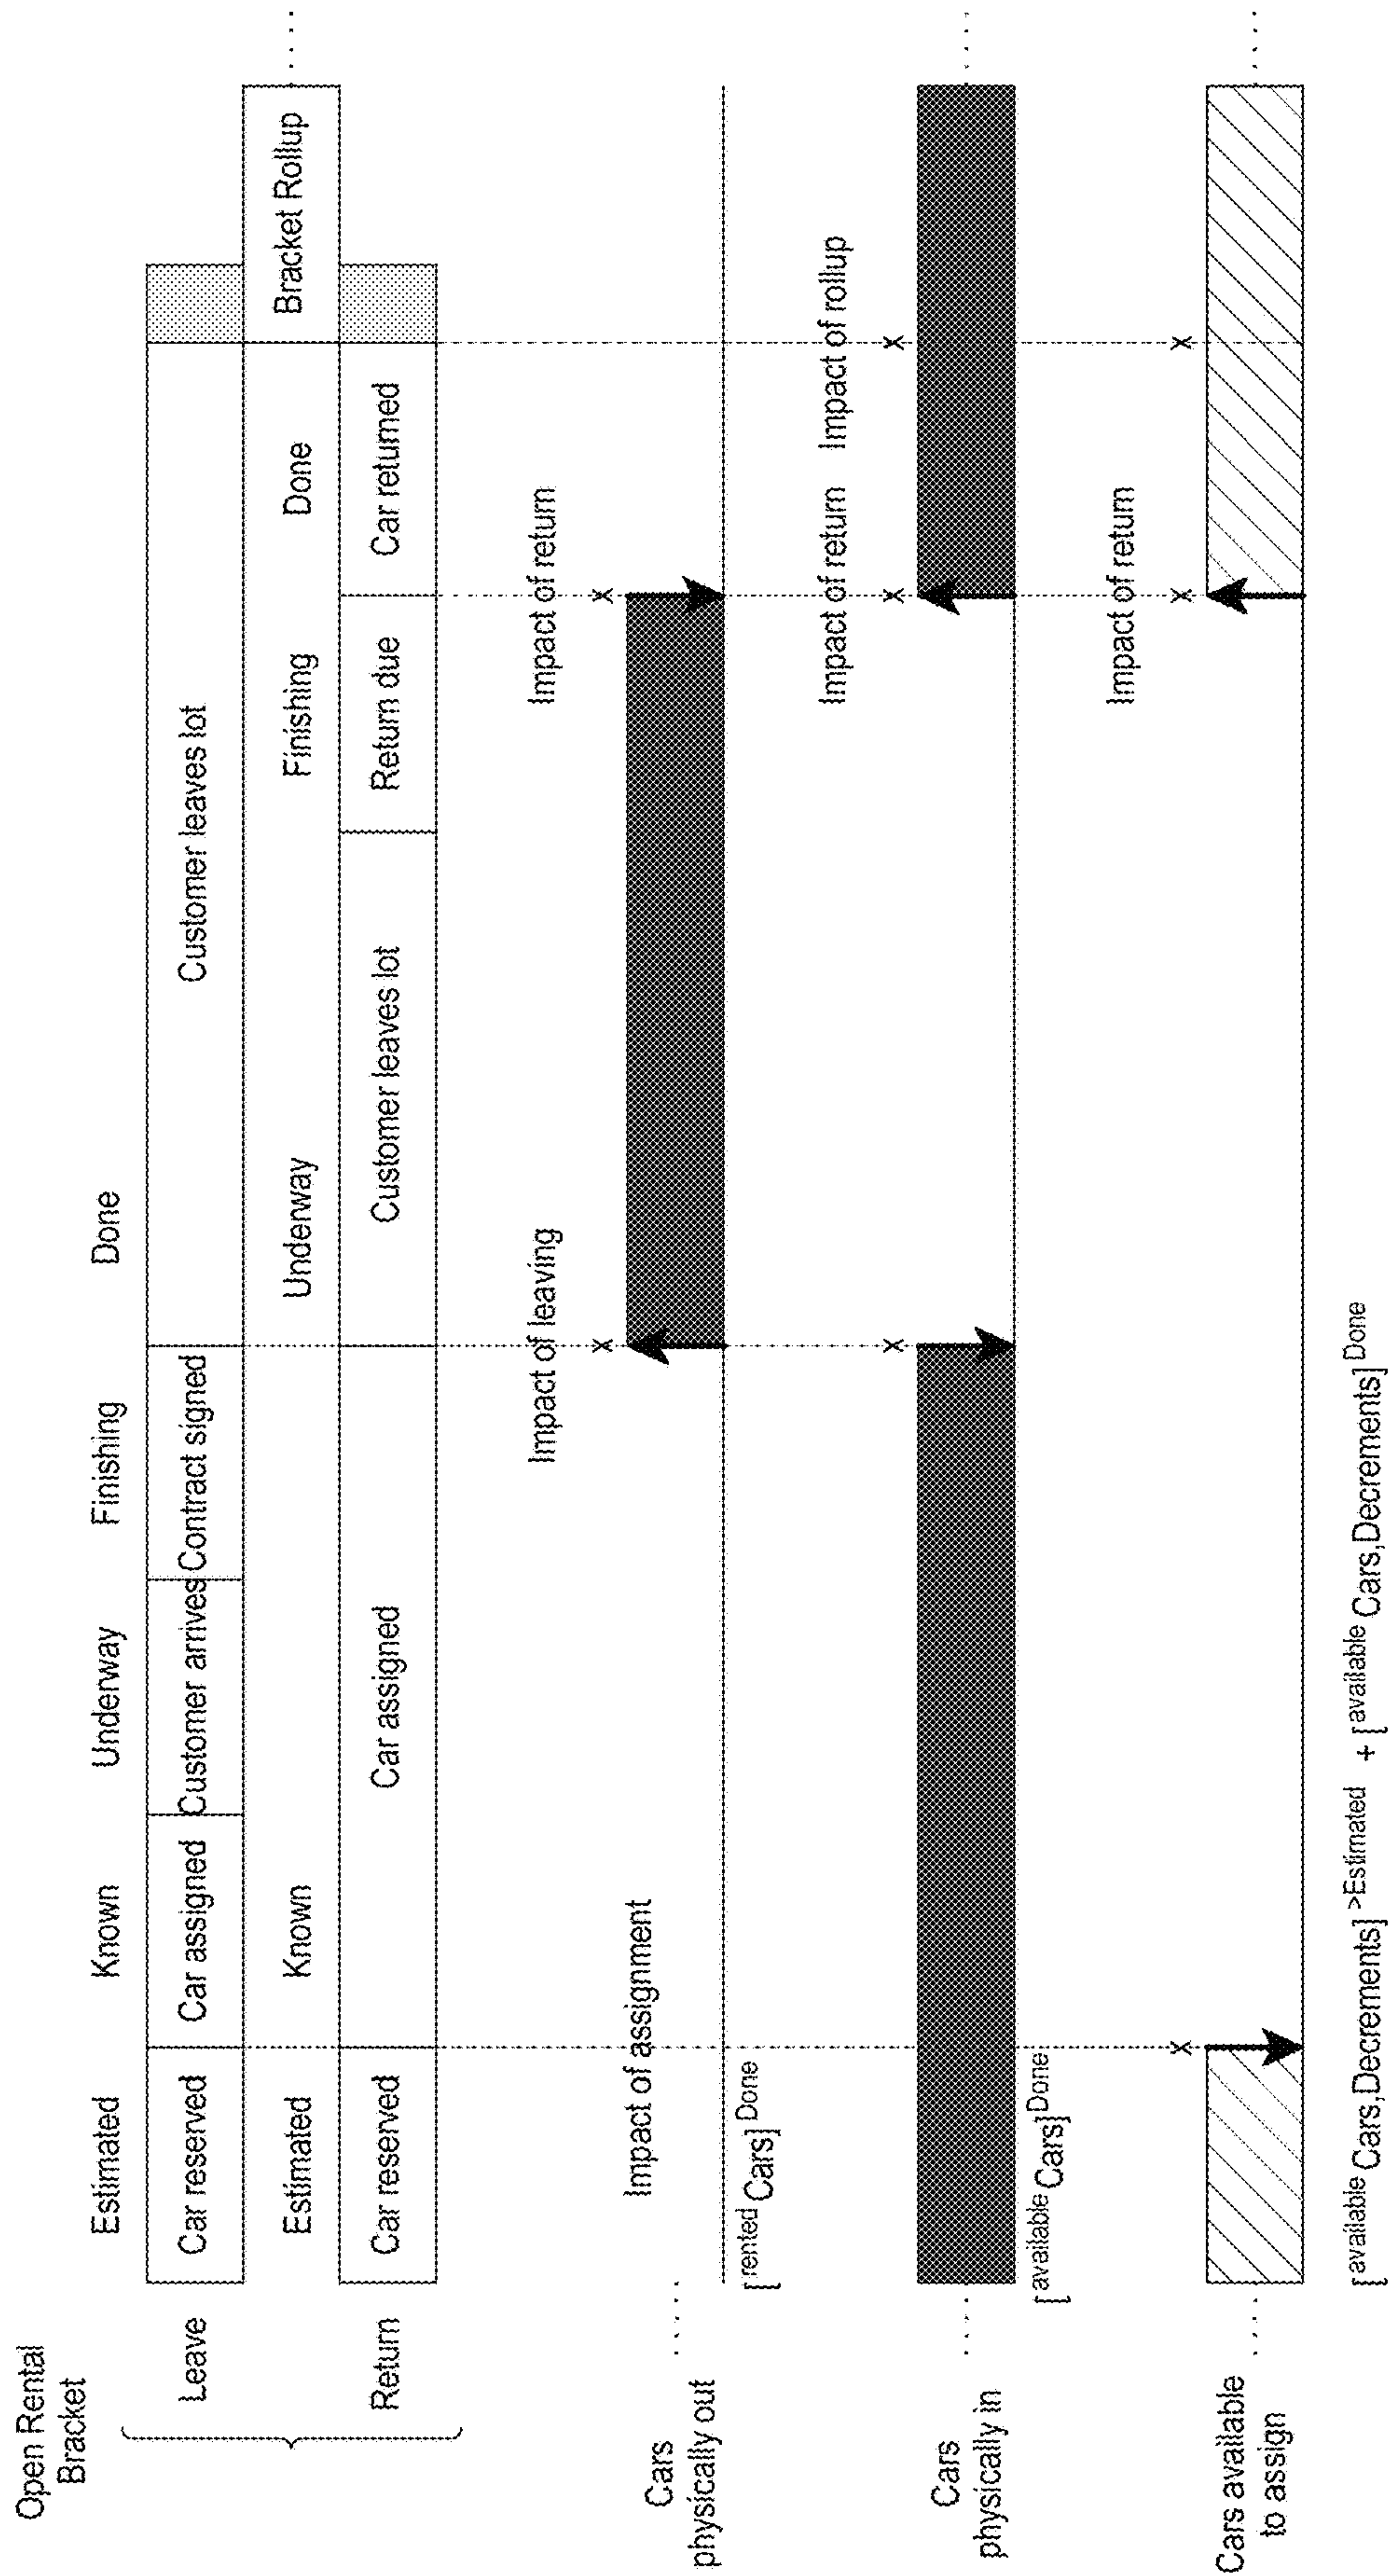 Open Rental
Bracket
Estimated Known Underway Finishing Done
Leave Car reserved Car assigned Customer arrives Contract signed Customer leaves lot
Estimated Known Underway Finishing Done Bracket Rollup
Return Car reserved Car assigned Customer leaves lot Return due Car returned
Impact of leaving Impact of return
Impact of assignment
Cars
physically out
[rented Cars]Done
Impact of return Impact of rollup
Cars
physically in
[available Cars]Done
Impact of return
Cars available
to assign
[available Cars,Decrements]>Estimated + [available Cars,Decrements]Done